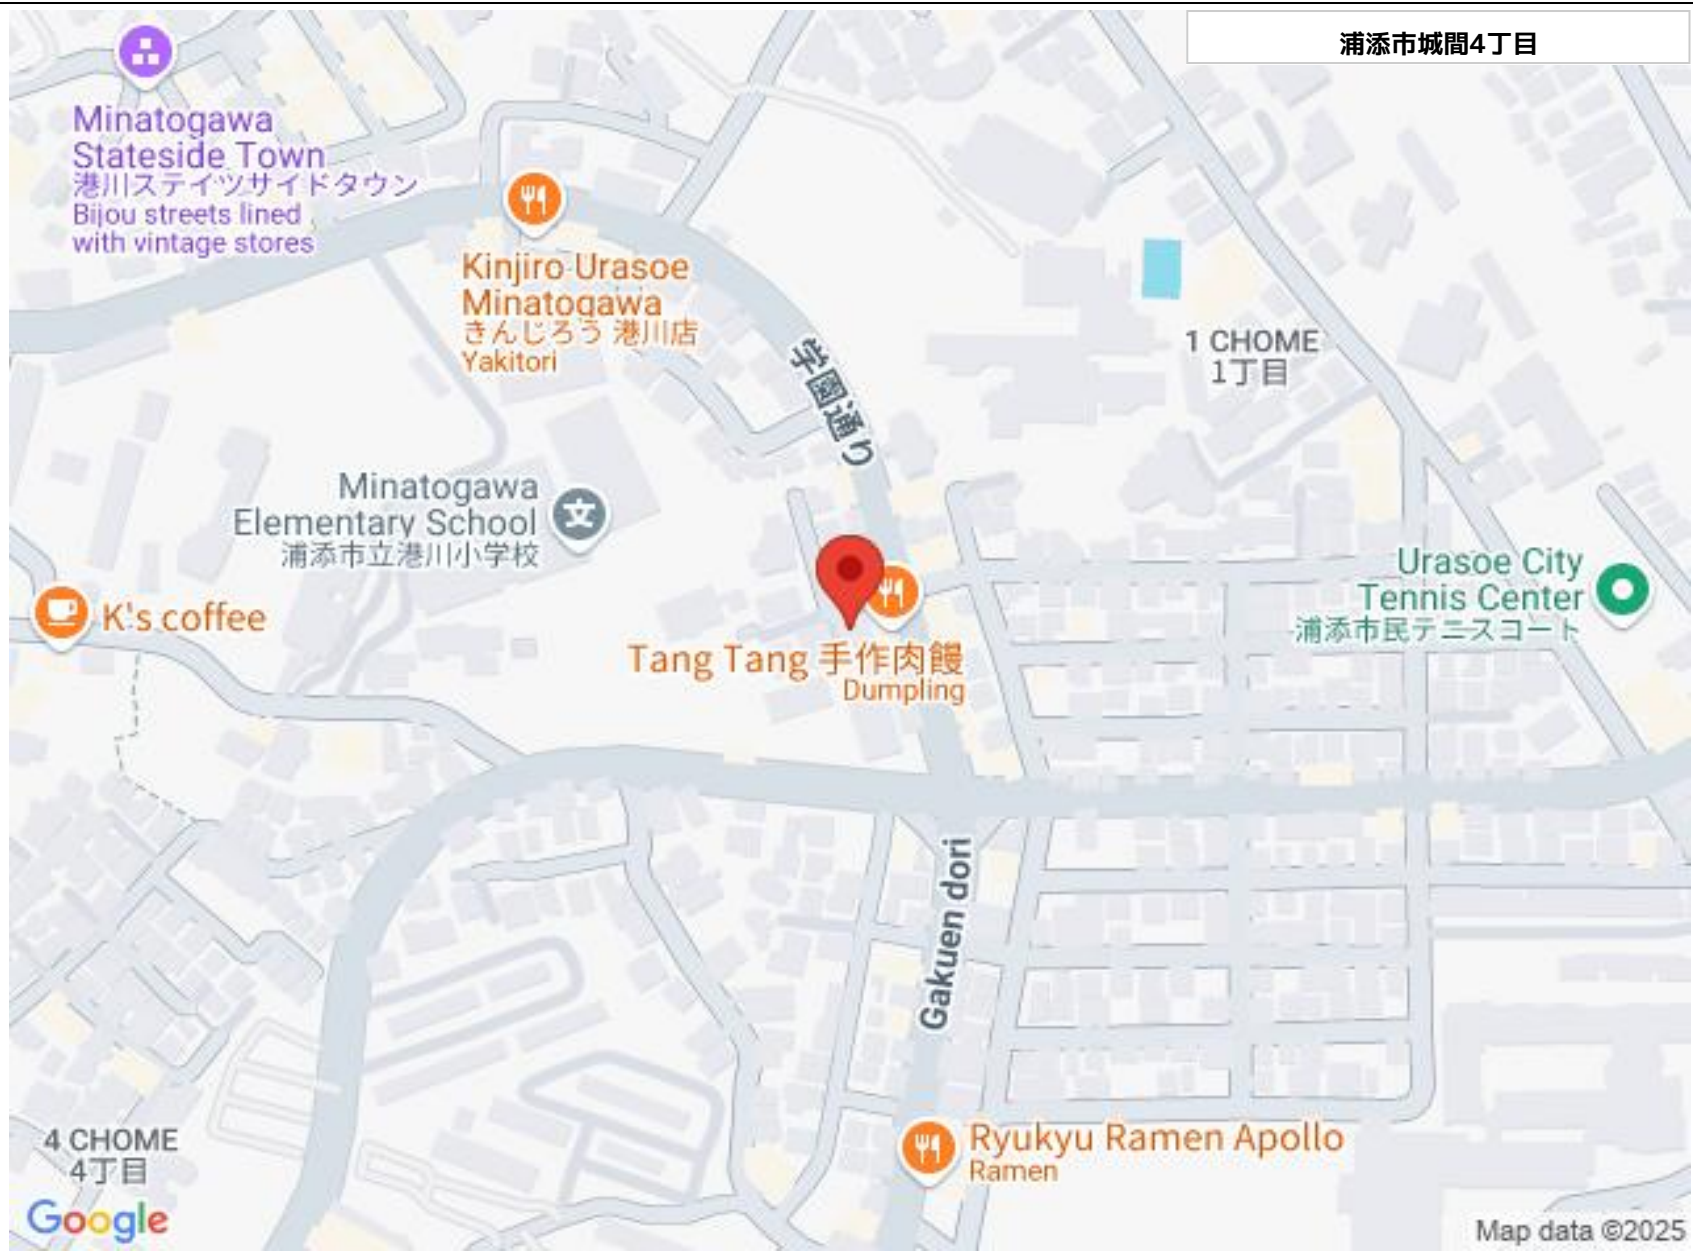 浦添市城間4丁目
Minatogawa
Stateside Town
港川ステイツサイドタウン
Bijou streets lined
with vintage stores
Kinjiro Urasoe
Minatogawa
きんじろう 港川店
Yakitori
学園通り
1 CHOME
1丁目
Minatogawa
Elementary School
浦添市立港川小学校
Urasoe City
Tennis Center
浦添市民テニスコート
K's coffee
Tang Tang 手作肉饅
Dumpling
Gakuen dori
4 CHOME
4丁目
Ryukyu Ramen Apollo
Ramen
Google
Map data ©2025